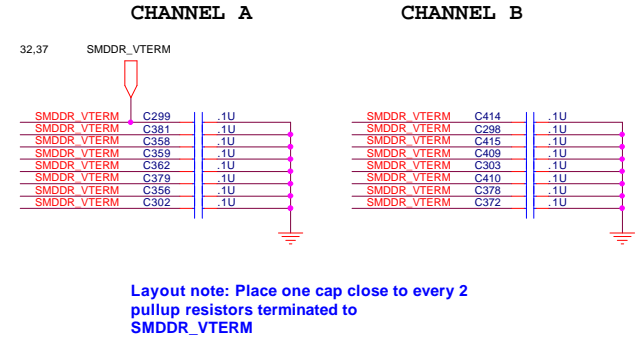 CHANNEL A CHANNEL B
32,37 SMDDR_VTERM
SMDDR_VTERM C299 .1U SMDDR_VTERM C414 .1U
SMDDR_VTERM C381 .1U SMDDR_VTERM C298 .1U
SMDDR_VTERM C358 .1U SMDDR_VTERM C415 .1U
SMDDR_VTERM C359 .1U SMDDR_VTERM C409 .1U
SMDDR_VTERM C362 .1U SMDDR_VTERM C303 .1U
SMDDR_VTERM C379 .1U SMDDR_VTERM C410 .1U
SMDDR_VTERM C356 .1U SMDDR_VTERM C378 .1U
SMDDR_VTERM C302 .1U SMDDR_VTERM C372 .1U
Layout note: Place one cap close to every 2
pullup resistors terminated to
SMDDR_VTERM